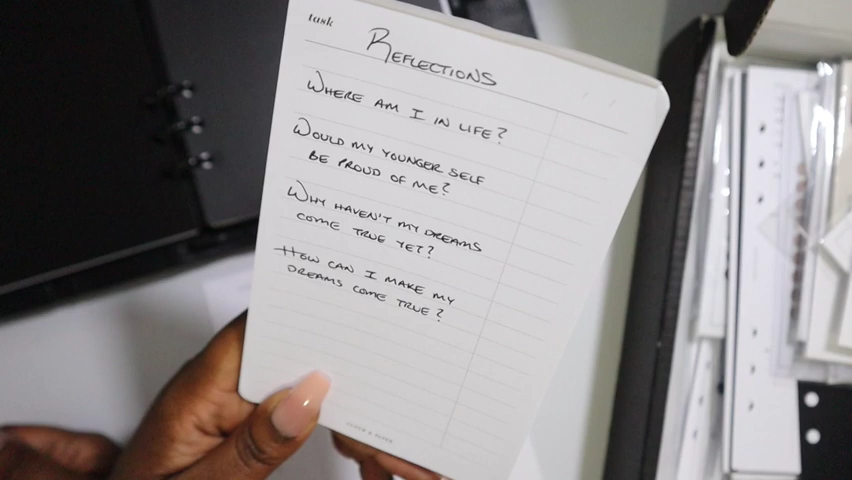 task
REFLECTIONS
WHERE AM I IN LIFE?
WOULD MY YOUNGER SELF
BE PROUD OF ME?
WHY HAVEN'T MY DREAMS
COME TRUE YET?
HOW CAN I MAKE MY
DREAMS COME TRUE?